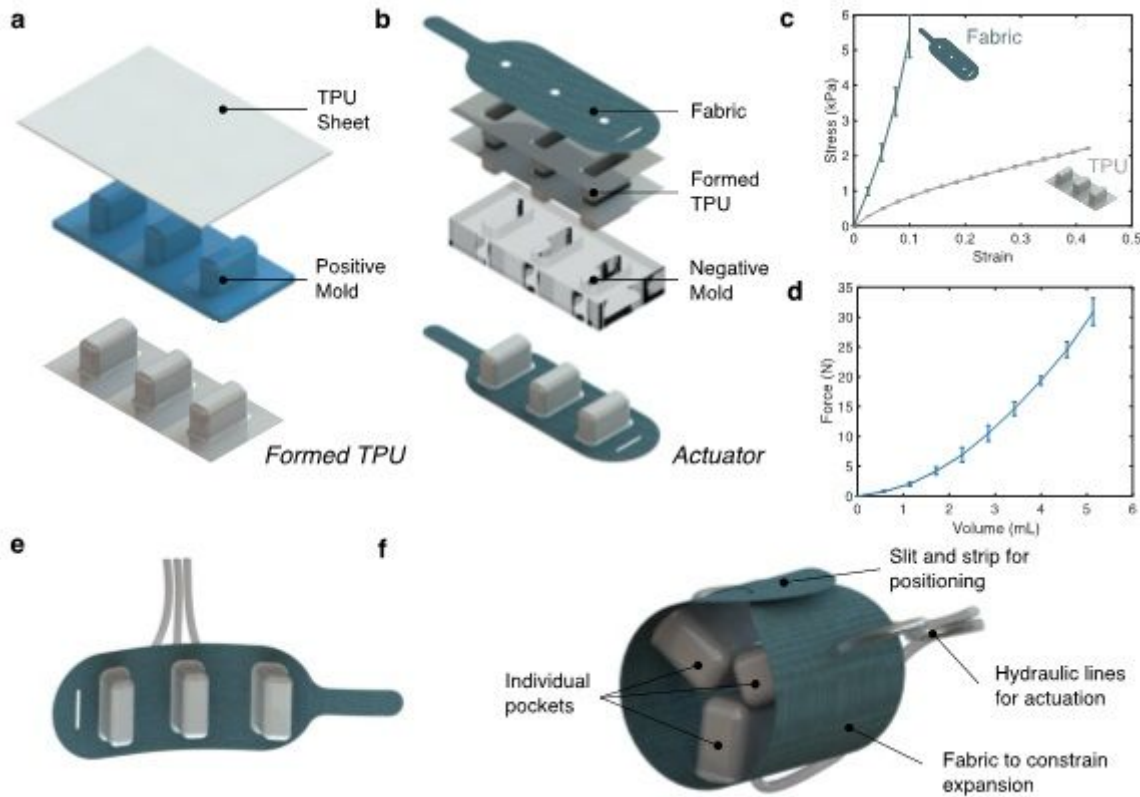 a
TPU
Sheet
Positive
Mold
Formed TPU
b
Fabric
Formed
TPU
Negative
Mold
Actuator
c
6
5
4
3
2
1
0
Stress (kPa)
Fabric
TPU
0 0.1 0.2 0.3 0.4 0.5
Strain
d
35
30
25
20
15
10
5
0
Force (N)
0 1 2 3 4 5 6
Volume (mL)
e
f
Slit and strip for
positioning
Individual
pockets
Hydraulic lines
for actuation
Fabric to constrain
expansion